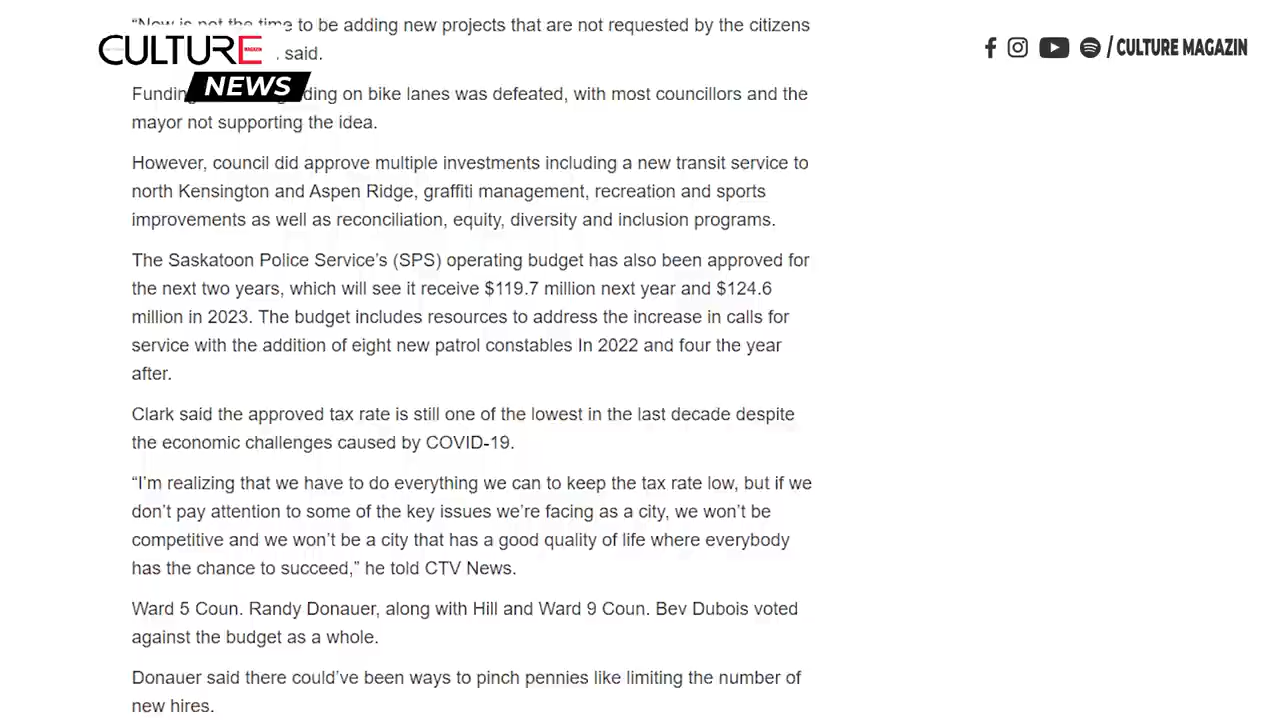 CULTURE
NEWS
/ CULTURE MAGAZIN
“Now is not the time to be adding new projects that are not requested by the citizens
said.
Funding on bike lanes was defeated, with most councillors and the
mayor not supporting the idea.
However, council did approve multiple investments including a new transit service to
north Kensington and Aspen Ridge, graffiti management, recreation and sports
improvements as well as reconciliation, equity, diversity and inclusion programs.
The Saskatoon Police Service’s (SPS) operating budget has also been approved for
the next two years, which will see it receive $119.7 million next year and $124.6
million in 2023. The budget includes resources to address the increase in calls for
service with the addition of eight new patrol constables In 2022 and four the year
after.
Clark said the approved tax rate is still one of the lowest in the last decade despite
the economic challenges caused by COVID-19.
“I’m realizing that we have to do everything we can to keep the tax rate low, but if we
don’t pay attention to some of the key issues we’re facing as a city, we won’t be
competitive and we won’t be a city that has a good quality of life where everybody
has the chance to succeed,” he told CTV News.
Ward 5 Coun. Randy Donauer, along with Hill and Ward 9 Coun. Bev Dubois voted
against the budget as a whole.
Donauer said there could’ve been ways to pinch pennies like limiting the number of
new hires.